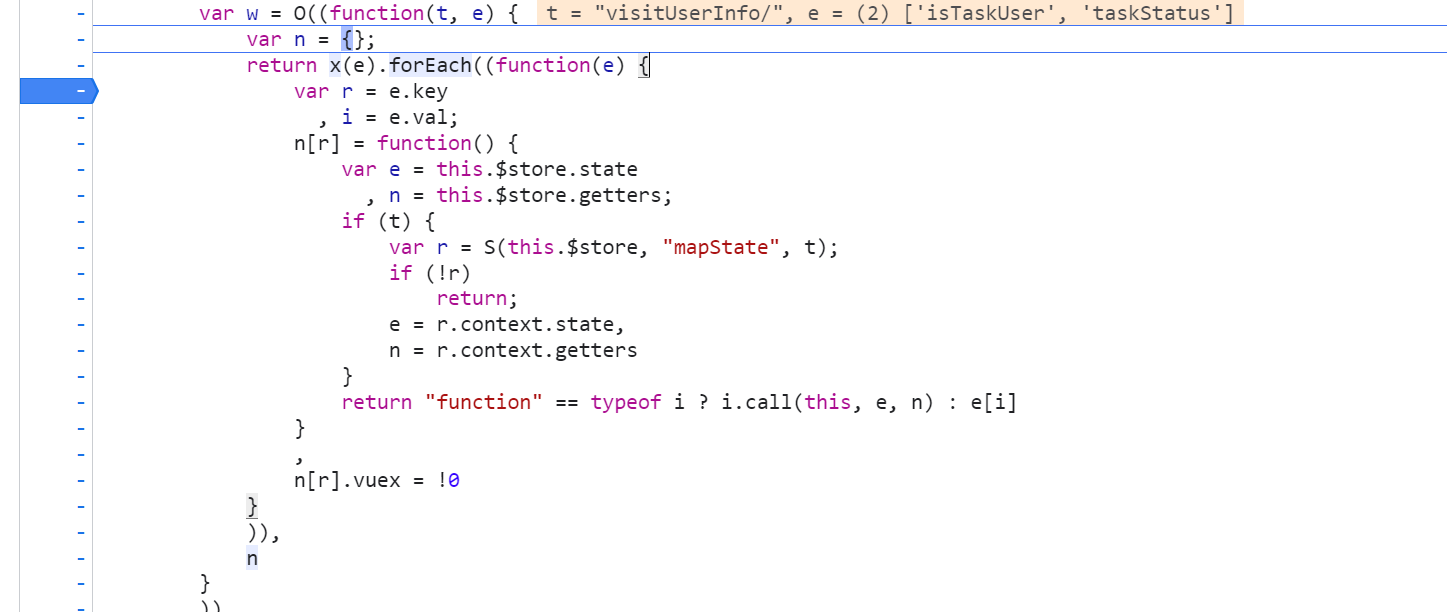 var w = O((function(t, e) { t = "visitUserInfo/", e = (2) ['isTaskUser', 'taskStatus']
- var n = {};
- return x(e).forEach((function(e) {
- var r = e.key
- , i = e.val;
- n[r] = function() {
- var e = this.$store.state
- , n = this.$store.getters;
- if (t) {
- var r = S(this.$store, "mapState", t);
- if (!r)
- return;
- e = r.context.state,
- n = r.context.getters
- }
- return "function" == typeof i ? i.call(this, e, n) : e[i]
- }
- ,
- n[r].vuex = !0
- }
- )),
- n
- }
- ))